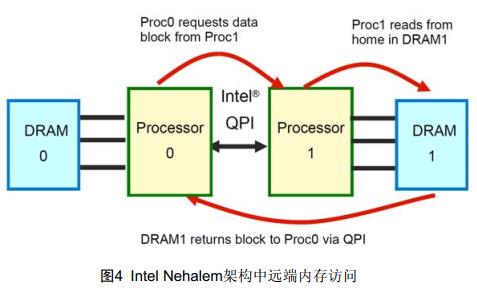 Proc0 requests data
block from Proc1
Proc1 reads from
home in DRAM1
Intel®
QPI
DRAM
0
Processor
0
Processor
1
DRAM
1
DRAM1 returns block to Proc0 via QPI
图4 Intel Nehalem架构中远端内存访问